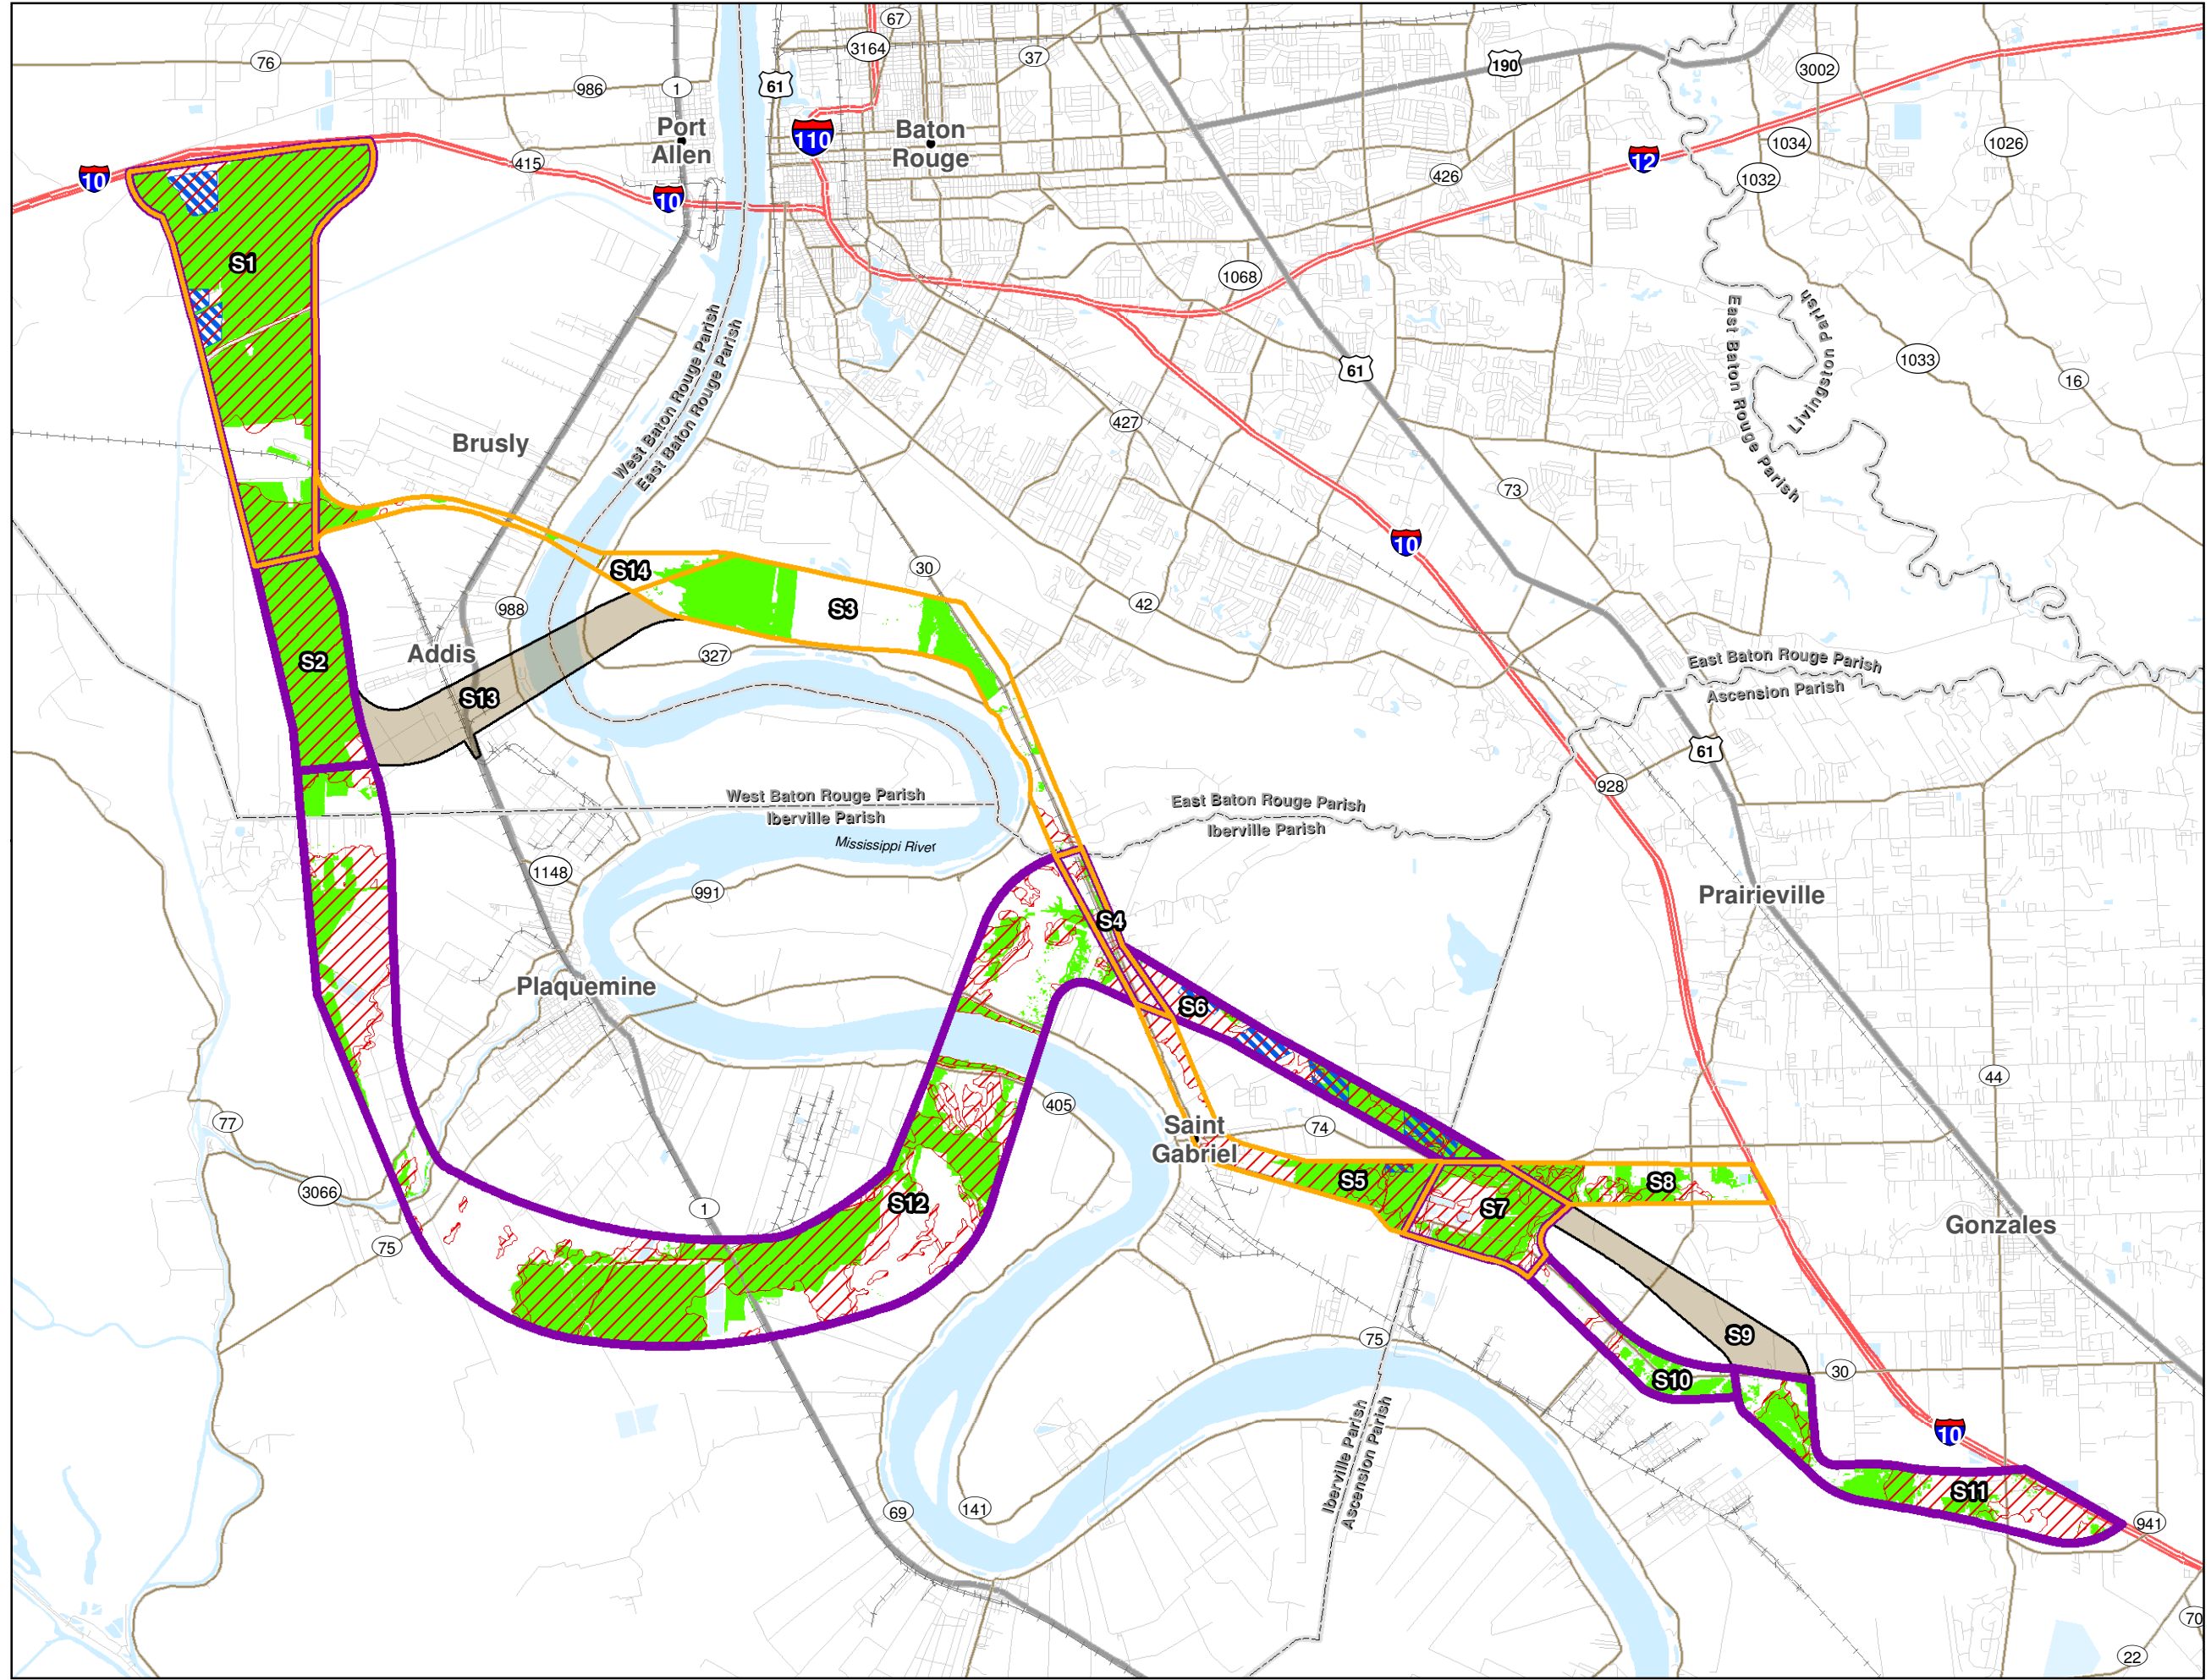 67
3164
76
37
190
3002
61
986
1
110
Baton
Rouge
Port
Allen
1034
1026
415
12
10
426
1032
10
S1
1068
East Baton Rouge Parish
Livingston Parish
West Baton Rouge Parish
East Baton Rouge Parish
1033
61
16
427
Brusly
73
10
30
S14
988
S3
42
Addis
327
S2
East Baton Rouge Parish
Ascension Parish
S13
61
928
West Baton Rouge Parish
Iberville Parish
East Baton Rouge Parish
Iberville Parish
Mississippi River
1148
991
Prairieville
S4
Plaquemine
S6
44
405
77
Saint
Gabriel
74
S5
S8
3066
S12
1
S7
Gonzales
75
75
S9
30
S10
10
Iberville Parish
Ascension Parish
S11
69
141
941
70
22